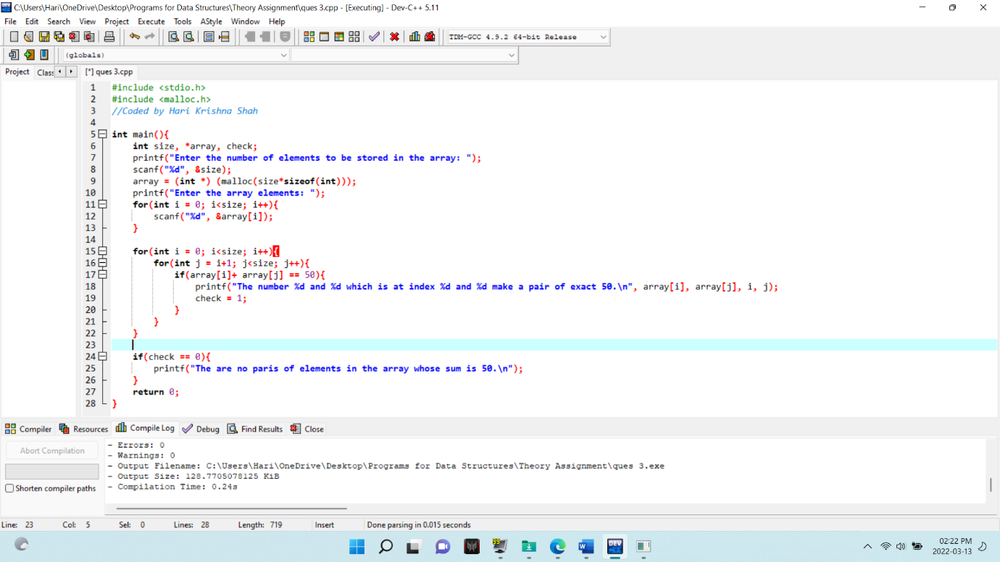 C:\Users\Hari\OneDrive\Desktop\Programs for Data Structures\Theory Assignment\ques 3.cpp - [Executing] - Dev-C++ 5.11
File Edit Search View Project Execute Tools AStyle Window Help
TDM-GCC 4.9.2 64-bit Release
(globals)
Project Clas: [*] ques 3.cpp
1 #include <stdio.h>
2 #include <malloc.h>
3 //Coded by Hari Krishna Shah
4
5 int main(){
6 int size, *array, check;
7 printf("Enter the number of elements to be stored in the array: ");
8 scanf("%d", &size);
9 array = (int *) (malloc(size*sizeof(int)));
10 printf("Enter the array elements: ");
11 for(int i = 0; i<size; i++){
12 scanf("%d", &array[i]);
13 }
14
15 for(int i = 0; i<size; i++){
16 for(int j = i+1; j<size; j++){
17 if(array[i]+ array[j] == 50){
18 printf("The number %d and %d which is at index %d and %d make a pair of exact 50.\n", array[i], array[j], i, j);
19 check = 1;
20 }
21 }
22 }
23
24 if(check == 0){
25 printf("The are no paris of elements in the array whose sum is 50.\n");
26 }
27 return 0;
28 }
Compiler Resources Compile Log Debug Find Results Close
Abort Compilation
Shorten compiler paths
- Errors: 0
- Warnings: 0
- Output Filename: C:\Users\Hari\OneDrive\Desktop\Programs for Data Structures\Theory Assignment\ques 3.exe
- Output Size: 128.7705078125 KiB
- Compilation Time: 0.24s
Line: 23 Col: 5 Sel: 0 Lines: 28 Length: 719 Insert Done parsing in 0.015 seconds
99
W
DEV
C++
02:22 PM
2022-03-13